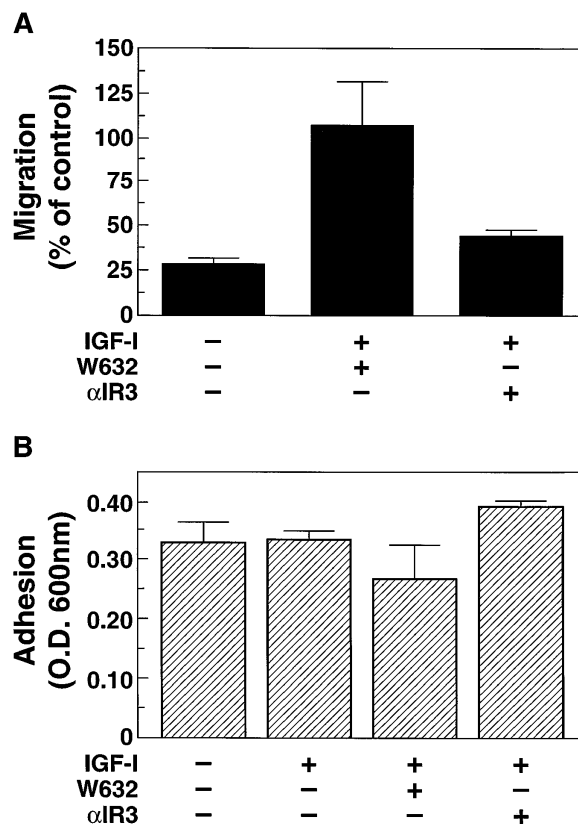 A
Migration
(% of control)
150
125
100
75
50
25
0
IGF-I – + +
W632 – + –
αIR3 – – +
B
Adhesion
(O.D. 600nm)
0.40
0.30
0.20
0.10
0
IGF-I – + + +
W632 – – + –
αIR3 – – – +